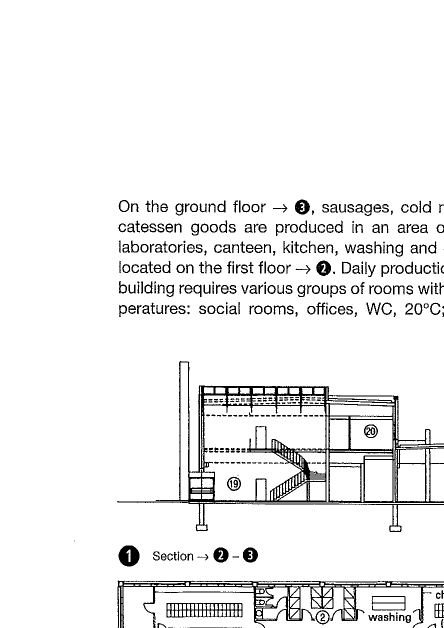 On the ground floor → ❸, sausages, cold
catessen goods are produced in an area
laboratories, canteen, kitchen, washing and
located on the first floor → ❷. Daily
building requires various groups of rooms with
peratures: social rooms, offices, WC, 20°C;
⑳
⑲
❶ Section → ❷ – ❸
②
washing